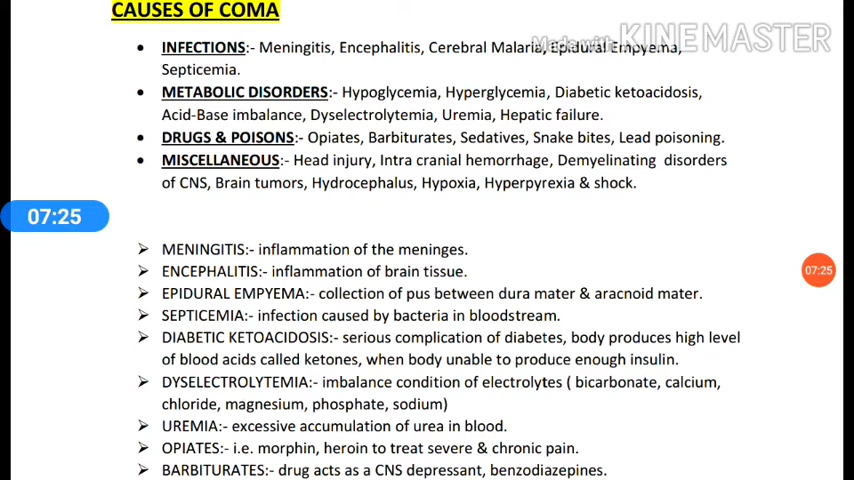 CAUSES OF COMA
Made with KINEMASTER
• INFECTIONS:- Meningitis, Encephalitis, Cerebral Malaria, Epidural Empyema,
Septicemia.
• METABOLIC DISORDERS:- Hypoglycemia, Hyperglycemia, Diabetic ketoacidosis,
Acid-Base imbalance, Dyselectrolytemia, Uremia, Hepatic failure.
• DRUGS & POISONS:- Opiates, Barbiturates, Sedatives, Snake bites, Lead poisoning.
• MISCELLANEOUS:- Head injury, Intra cranial hemorrhage, Demyelinating disorders
of CNS, Brain tumors, Hydrocephalus, Hypoxia, Hyperpyrexia & shock.
07:25
➢ MENINGITIS:- inflammation of the meninges.
➢ ENCEPHALITIS:- inflammation of brain tissue.
07:25
➢ EPIDURAL EMPYEMA:- collection of pus between dura mater & aracnoid mater.
➢ SEPTICEMIA:- infection caused by bacteria in bloodstream.
➢ DIABETIC KETOACIDOSIS:- serious complication of diabetes, body produces high level
of blood acids called ketones, when body unable to produce enough insulin.
➢ DYSELECTROLYTEMIA:- imbalance condition of electrolytes ( bicarbonate, calcium,
chloride, magnesium, phosphate, sodium)
➢ UREMIA:- excessive accumulation of urea in blood.
➢ OPIATES:- i.e. morphin, heroin to treat severe & chronic pain.
➢ BARBITURATES:- drug acts as a CNS depressant, benzodiazepines.